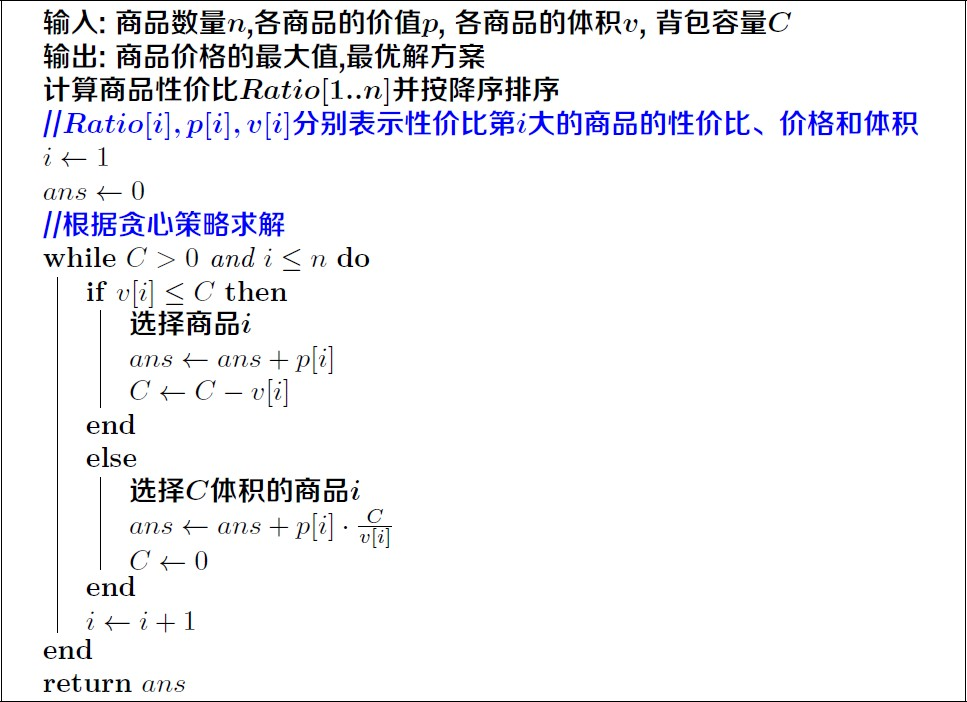 输入: 商品数量n,各商品的价值p, 各商品的体积v, 背包容量C
输出: 商品价格的最大值,最优解方案
计算商品性价比Ratio[1..n]并按降序排序
//Ratio[i], p[i], v[i]分别表示性价比第i大的商品的性价比、价格和体积
i ← 1
ans ← 0
//根据贪心策略求解
while C > 0 and i ≤ n do
if v[i] ≤ C then
选择商品i
ans ← ans + p[i]
C ← C − v[i]
end
else
选择C体积的商品i
ans ← ans + p[i] · C/v[i]
C ← 0
end
i ← i + 1
end
return ans